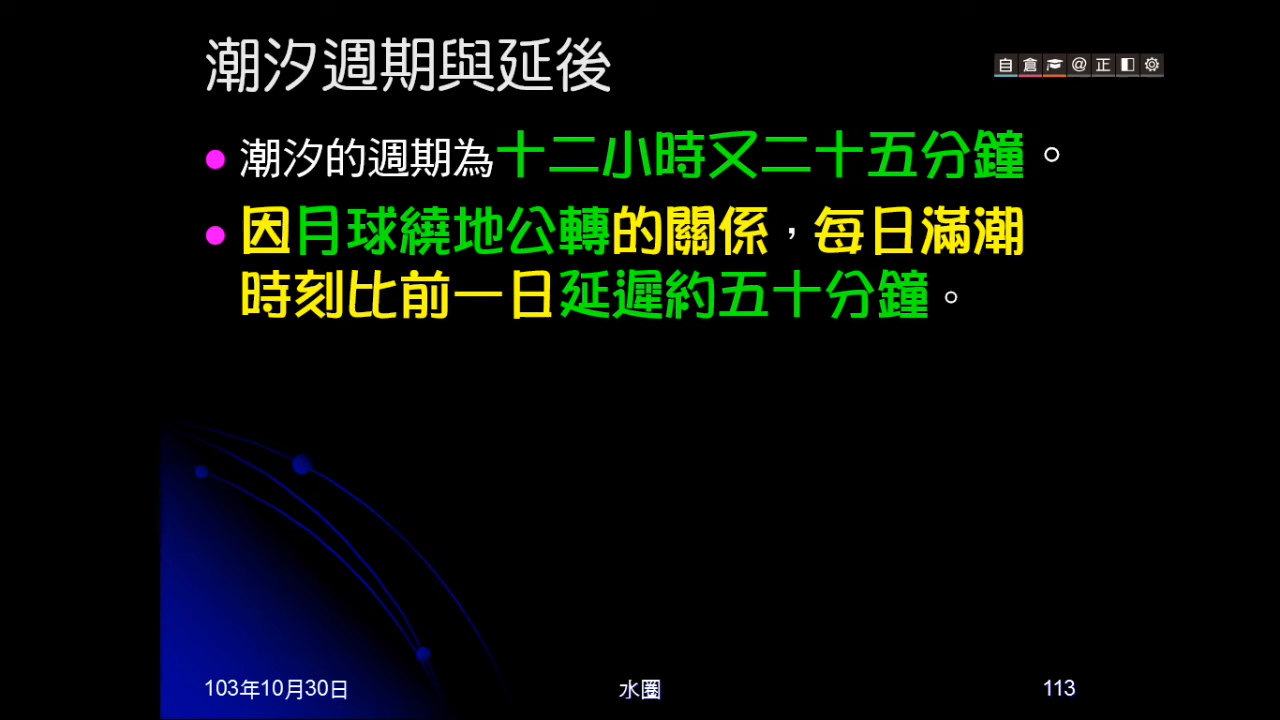 潮汐週期與延後
自倉@正
潮汐的週期為十二小時又二十五分鐘。
因月球繞地公轉的關係，每日滿潮
時刻比前一日延遲約五十分鐘。
103年10月30日
水圈
113